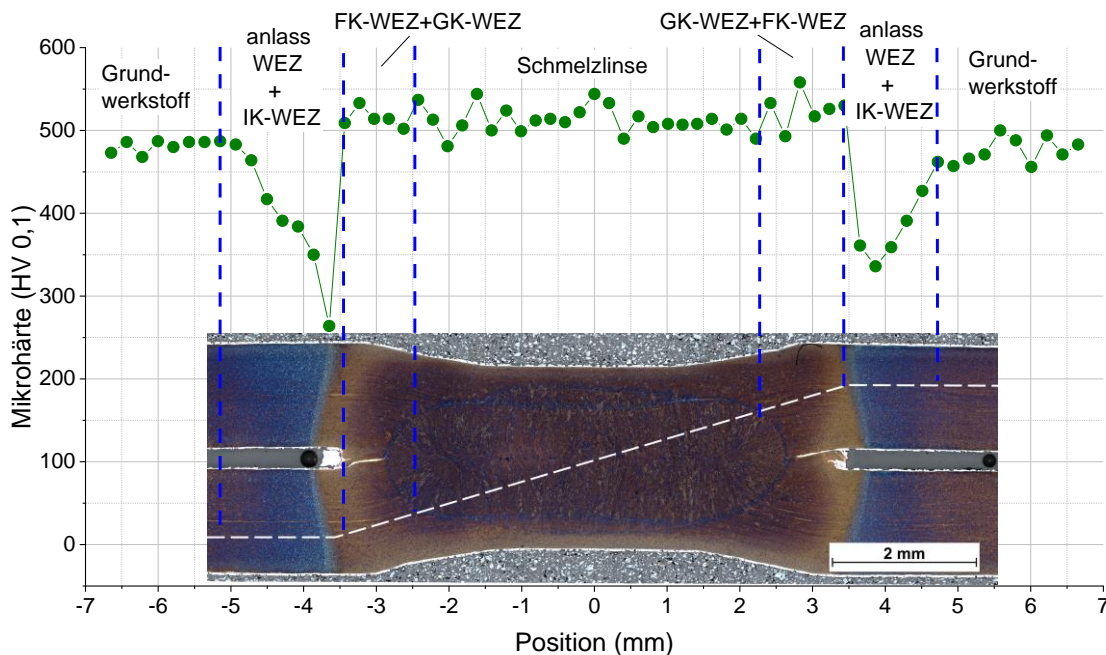 FK-WEZ+GK-WEZ
GK-WEZ+FK-WEZ
Grund-
werkstoff
anlass
WEZ
+
IK-WEZ
Schmelzlinse
anlass
WEZ
+
IK-WEZ
Grund-
werkstoff
Mikrohärte (HV 0,1)
600
500
400
300
200
100
0
2 mm
-7 -6 -5 -4 -3 -2 -1 0 1 2 3 4 5 6 7
Position (mm)